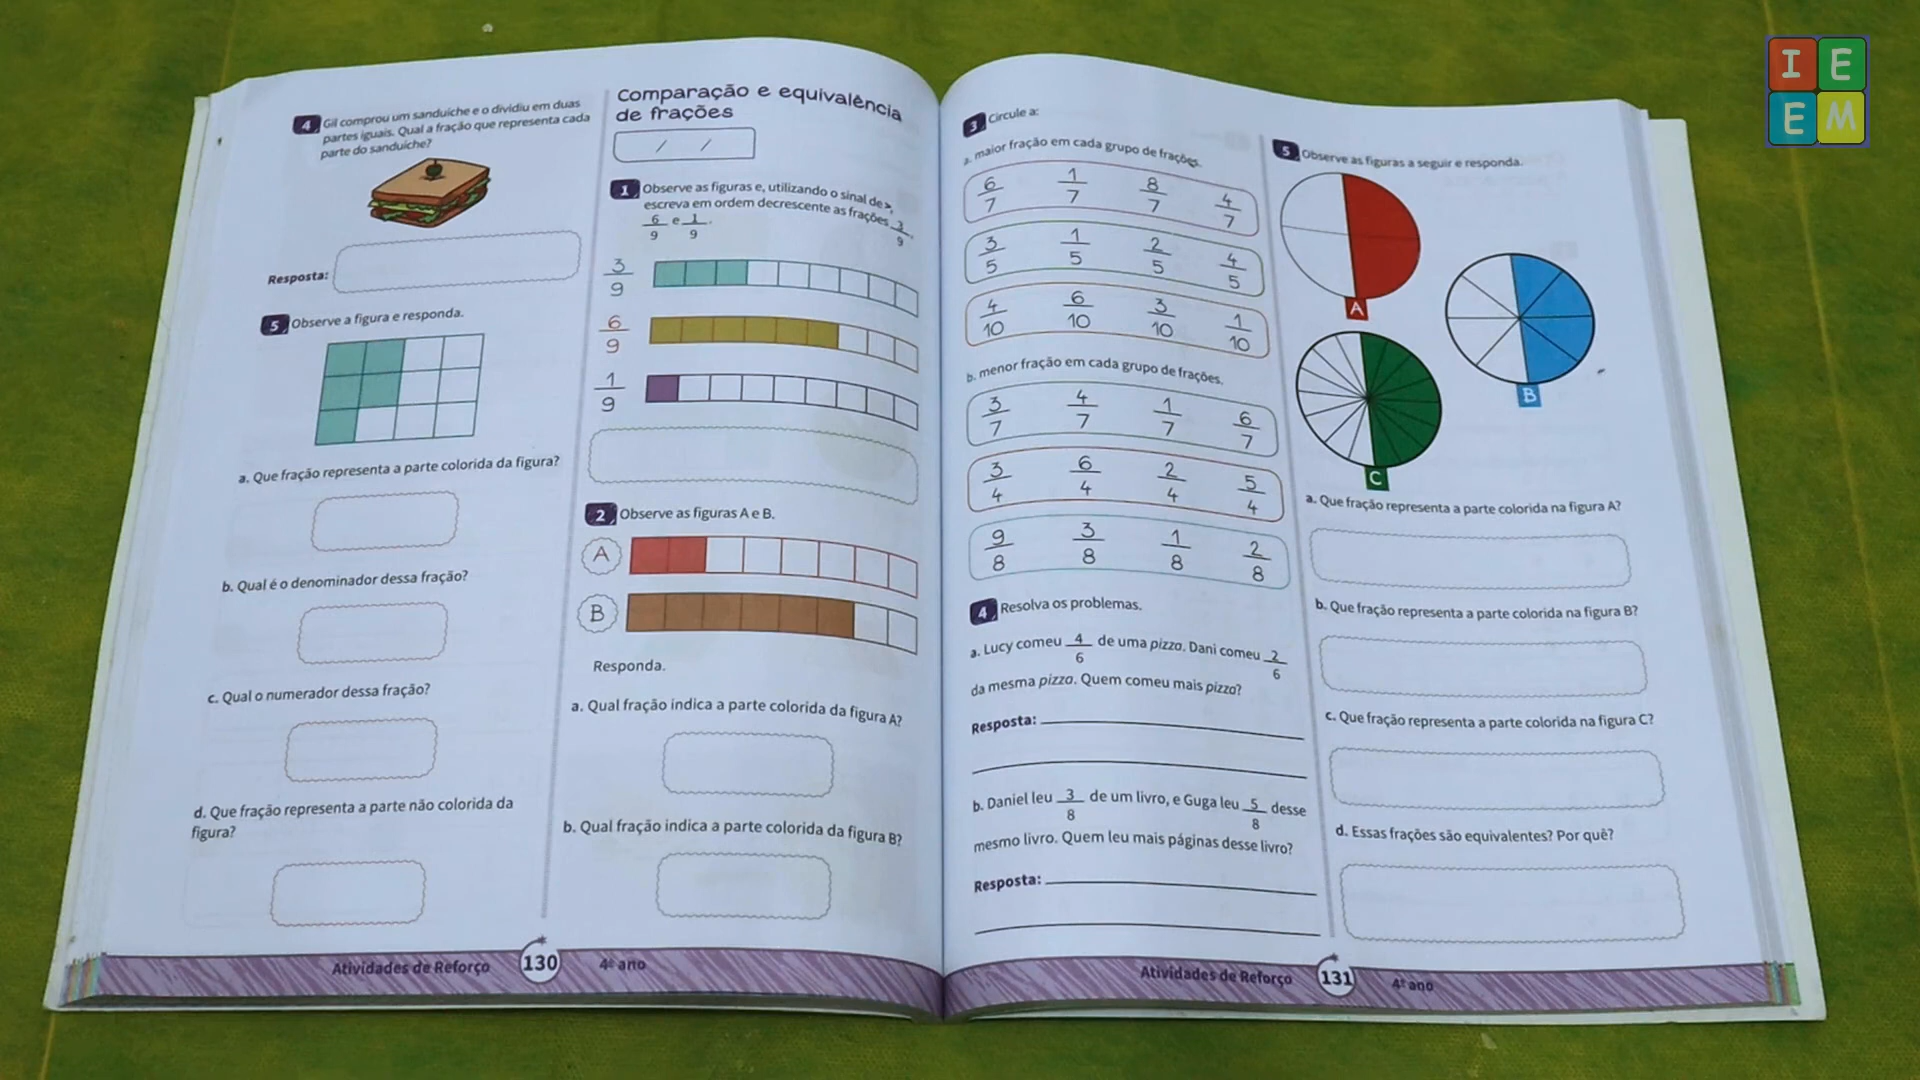 4 Gil comprou um sanduíche e o dividiu em duas
partes iguais. Qual a fração que representa cada
parte do sanduíche?
Resposta:
5 Observe a figura e responda.
a. Que fração representa a parte colorida da figura?
b. Qual é o denominador dessa fração?
c. Qual o numerador dessa fração?
d. Que fração representa a parte não colorida da
figura?
Comparação e equivalência
de frações
/ /
1 Observe as figuras e, utilizando o sinal de >,
escreva em ordem decrescente as frações 3/9,
6/9 e 1/9.
3/9
6/9
1/9
2 Observe as figuras A e B.
A
B
Responda.
a. Qual fração indica a parte colorida da figura A?
b. Qual fração indica a parte colorida da figura B?
Atividades de Reforço 130 4º ano
3 Circule a:
a. maior fração em cada grupo de frações.
6/7 1/7 8/7 4/7
3/5 1/5 2/5 4/5
4/10 6/10 3/10 1/10
b. menor fração em cada grupo de frações.
3/7 4/7 1/7 6/7
3/4 6/4 2/4 5/4
9/8 3/8 1/8 2/8
4 Resolva os problemas.
a. Lucy comeu 4/6 de uma pizza. Dani comeu 2/6
da mesma pizza. Quem comeu mais pizza?
Resposta:
b. Daniel leu 3/8 de um livro, e Guga leu 5/8 desse
mesmo livro. Quem leu mais páginas desse livro?
Resposta:
5 Observe as figuras a seguir e responda.
A
B
C
a. Que fração representa a parte colorida na figura A?
b. Que fração representa a parte colorida na figura B?
c. Que fração representa a parte colorida na figura C?
d. Essas frações são equivalentes? Por quê?
Atividades de Reforço 131 4º ano
I E
E M